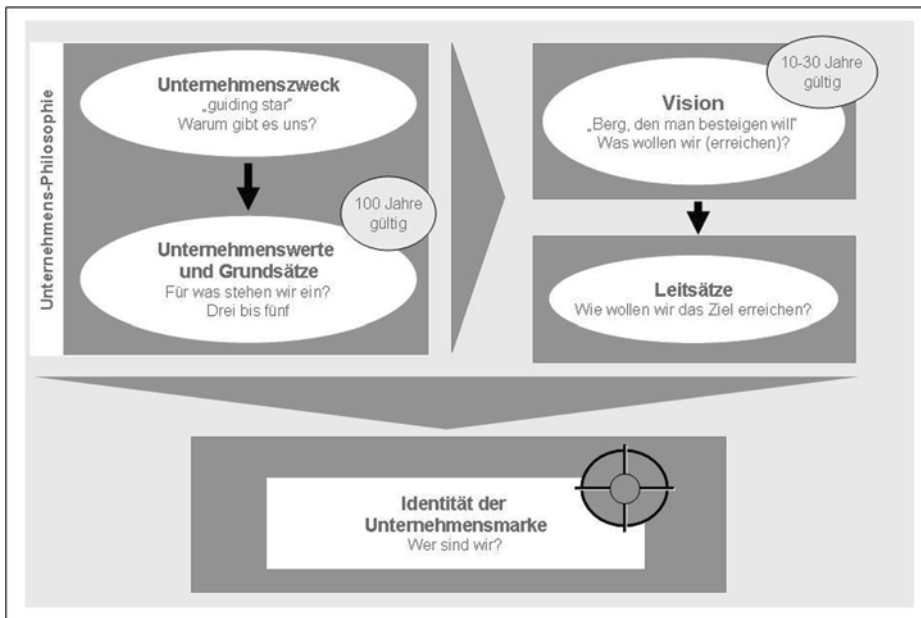 Unternehmens-Philosophie
Unternehmenszweck
„guiding star"
Warum gibt es uns?
100 Jahre
gültig
Unternehmenswerte
und Grundsätze
Für was stehen wir ein?
Drei bis fünf
10-30 Jahre
gültig
Vision
„Berg, den man besteigen will"
Was wollen wir (erreichen)?
Leitsätze
Wie wollen wir das Ziel erreichen?
Identität der
Unternehmensmarke
Wer sind wir?